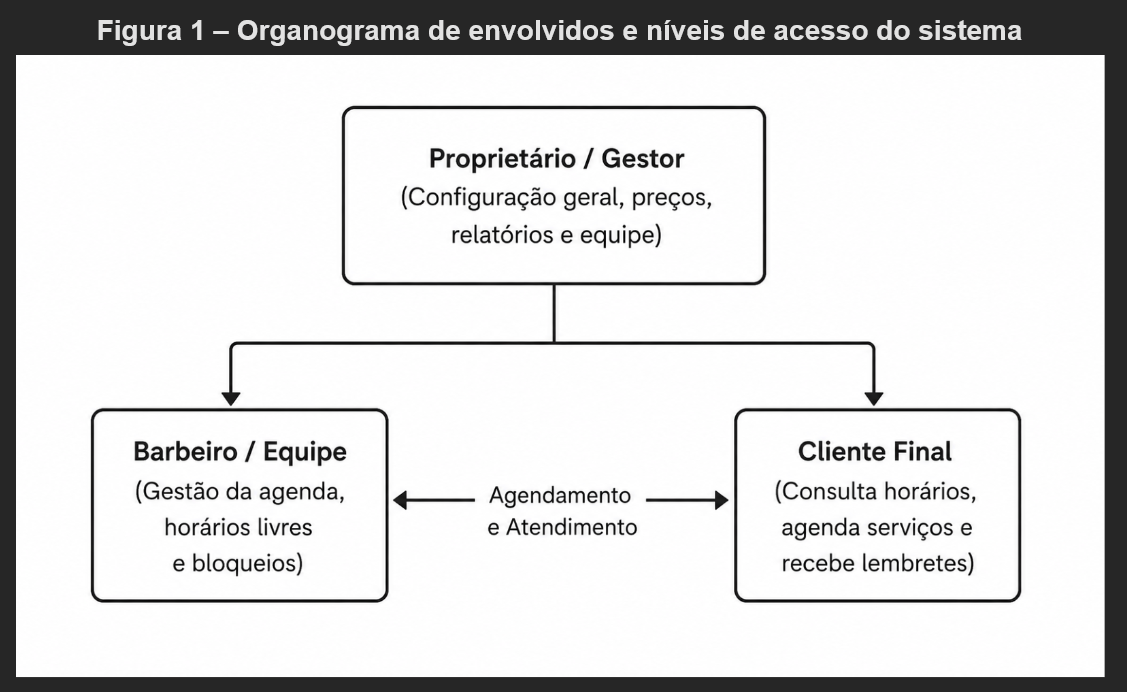 Figura 1 – Organograma de envolvidos e níveis de acesso do sistema
Proprietário / Gestor
(Configuração geral, preços,
relatórios e equipe)
Barbeiro / Equipe
(Gestão da agenda,
horários livres
e bloqueios)
Agendamento
e Atendimento
Cliente Final
(Consulta horários,
agenda serviços e
recebe lembretes)